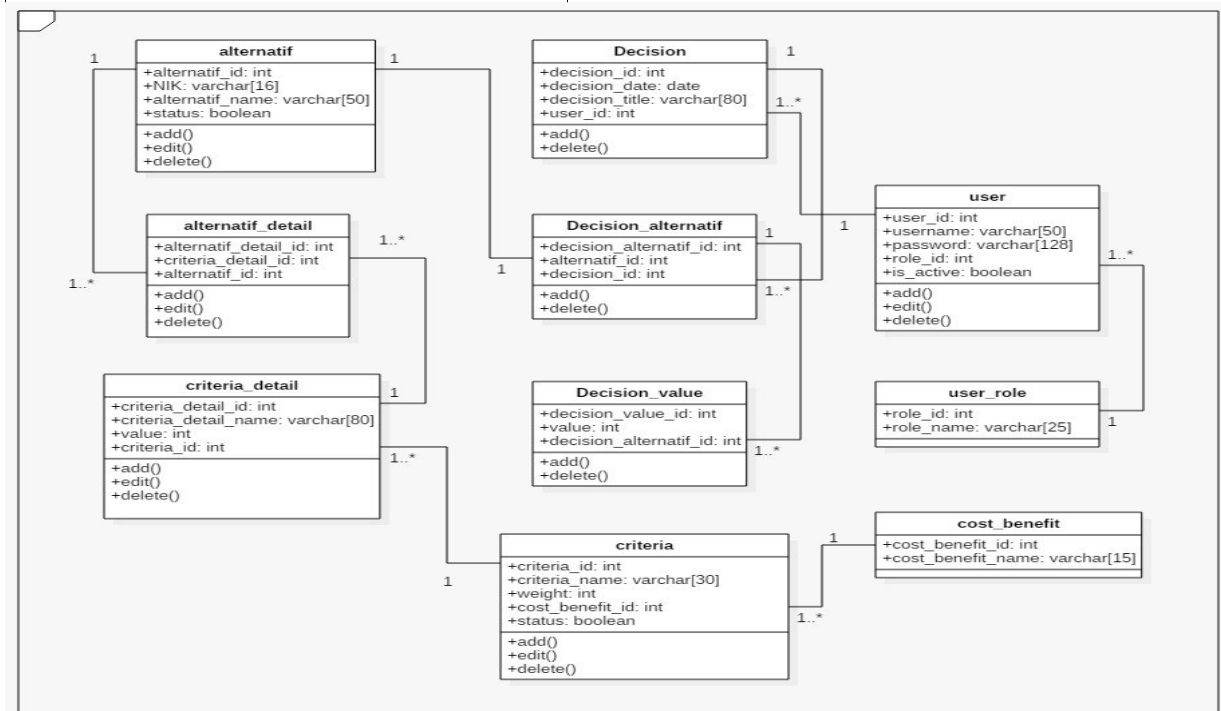 alternatif
+alternatif_id: int
+NIK: varchar[16]
+alternatif_name: varchar[50]
+status: boolean
+add()
+edit()
+delete()
1
1
1..*
1
Decision
+decision_id: int
+decision_date: date
+decision_title: varchar[80]
+user_id: int
+add()
+delete()
1
1..*
1..*
1
alternatif_detail
+alternatif_detail_id: int
+criteria_detail_id: int
+alternatif_id: int
+add()
+edit()
+delete()
1..*
1
Decision_alternatif
+decision_alternatif_id: int
+alternatif_id: int
+decision_id: int
+add()
+delete()
1
1..*
user
+user_id: int
+username: varchar[50]
+password: varchar[128]
+role_id: int
+is_active: boolean
+add()
+edit()
+delete()
1..*
1
criteria_detail
+criteria_detail_id: int
+criteria_detail_name: varchar[80]
+value: int
+criteria_id: int
+add()
+edit()
+delete()
1..*
1
Decision_value
+decision_value_id: int
+value: int
+decision_alternatif_id: int
+add()
+delete()
user_role
+role_id: int
+role_name: varchar[25]
criteria
+criteria_id: int
+criteria_name: varchar[30]
+weight: int
+cost_benefit_id: int
+status: boolean
+add()
+edit()
+delete()
1
1..*
cost_benefit
+cost_benefit_id: int
+cost_benefit_name: varchar[15]